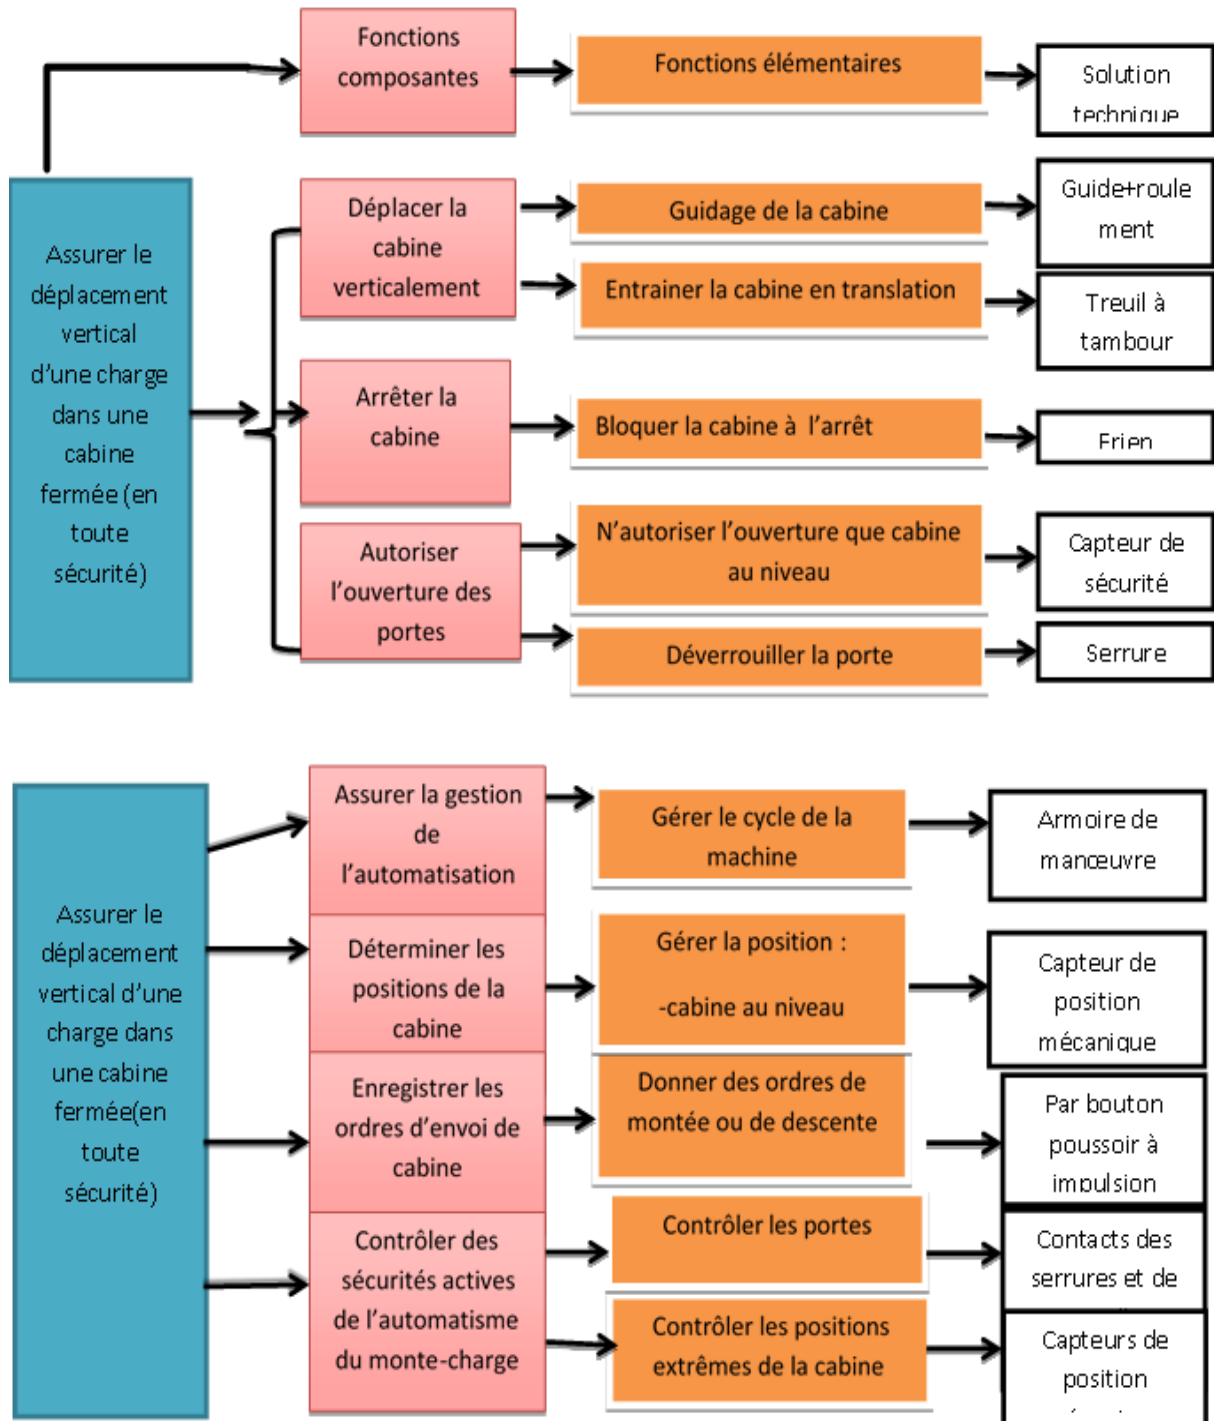 Fonctions
composantes
Fonctions élémentaires
Solution
technique
Assurer le
déplacement
vertical
d'une charge
dans une
cabine
fermée (en
toute
sécurité)
Déplacer la
cabine
verticalement
Guidage de la cabine
Guide+roule
ment
Entrainer la cabine en translation
Treuil à
tambour
Arrêter la
cabine
Bloquer la cabine à l'arrêt
Frien
Autoriser
l'ouverture des
portes
N'autoriser l'ouverture que cabine
au niveau
Capteur de
sécurité
Déverrouiller la porte
Serrure
Assurer le
déplacement
vertical d'une
charge dans
une cabine
fermée(en
toute
sécurité)
Assurer la gestion
de
l'automatisation
Gérer le cycle de la
machine
Armoire de
manœuvre
Déterminer les
positions de la
cabine
Gérer la position :
-cabine au niveau
Capteur de
position
mécanique
Enregistrer les
ordres d'envoi de
cabine
Donner des ordres de
montée ou de descente
Par bouton
poussoir à
impulsion
Contrôler des
sécurités actives
de l'automatisme
du monte-charge
Contrôler les portes
Contacts des
serrures et de
Contrôler les positions
extrêmes de la cabine
Capteurs de
position